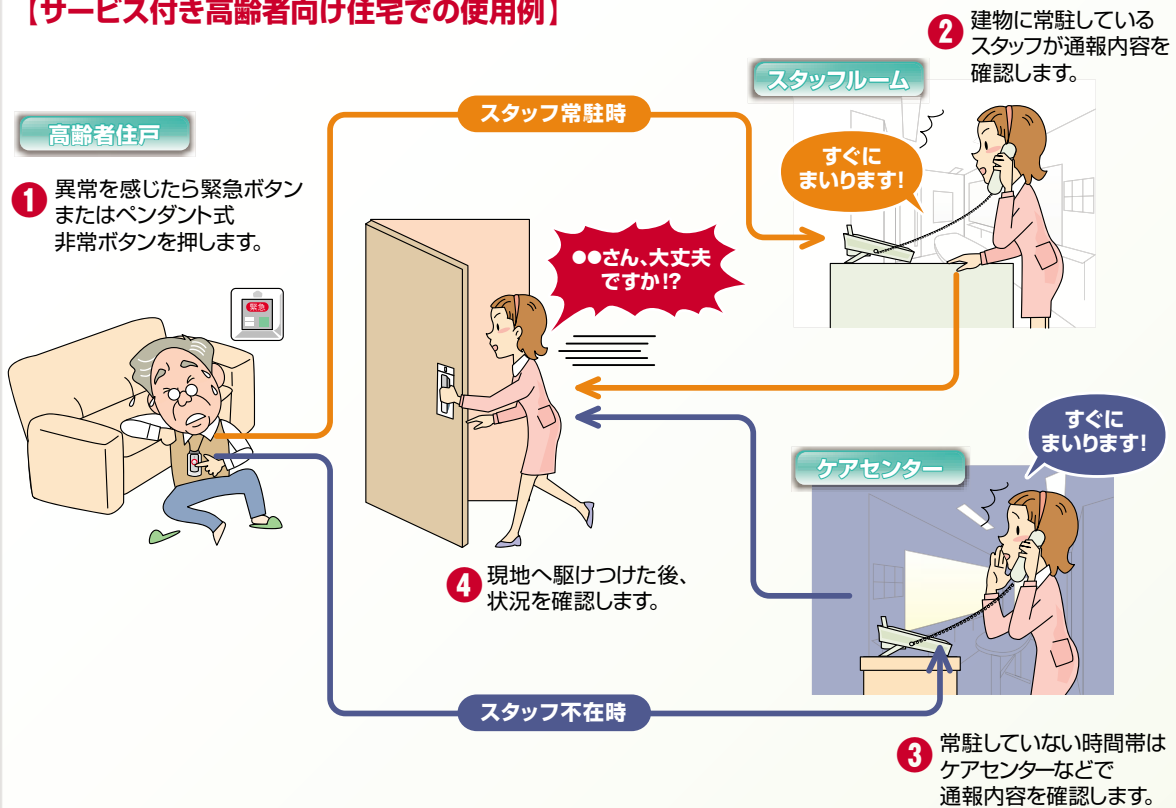 【サービス付き高齢者向け住宅での使用例】
高齢者住戸
❶ 異常を感じたら緊急ボタン
またはペンダント式
非常ボタンを押します。
緊急
スタッフ常駐時
スタッフルーム
❷ 建物に常駐している
スタッフが通報内容を
確認します。
すぐに
まいります!
●●さん、大丈夫
ですか!?
❹ 現地へ駆けつけた後、
状況を確認します。
スタッフ不在時
ケアセンター
すぐに
まいります!
❸ 常駐していない時間帯は
ケアセンターなどで
通報内容を確認します。